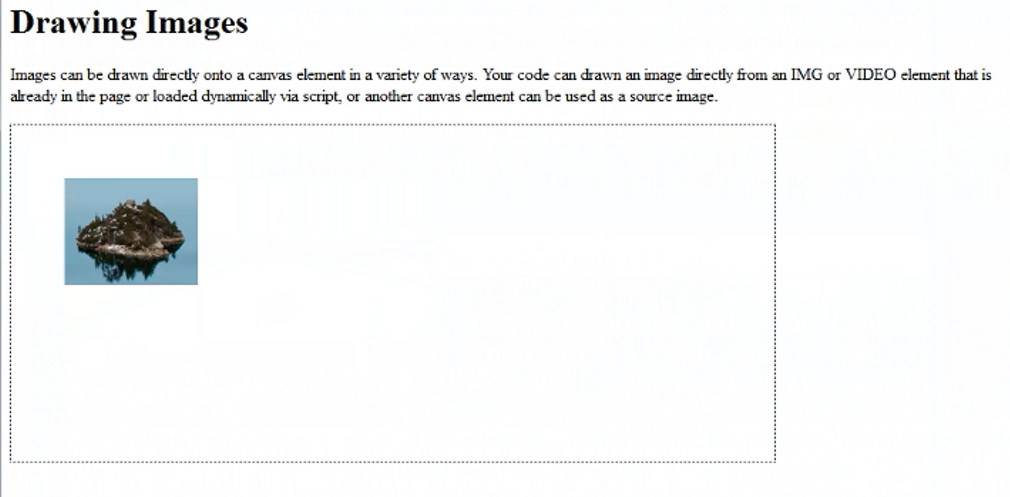 Drawing Images
Images can be drawn directly onto a canvas element in a variety of ways. Your code can drawn an image directly from an IMG or VIDEO element that is
already in the page or loaded dynamically via script, or another canvas element can be used as a source image.